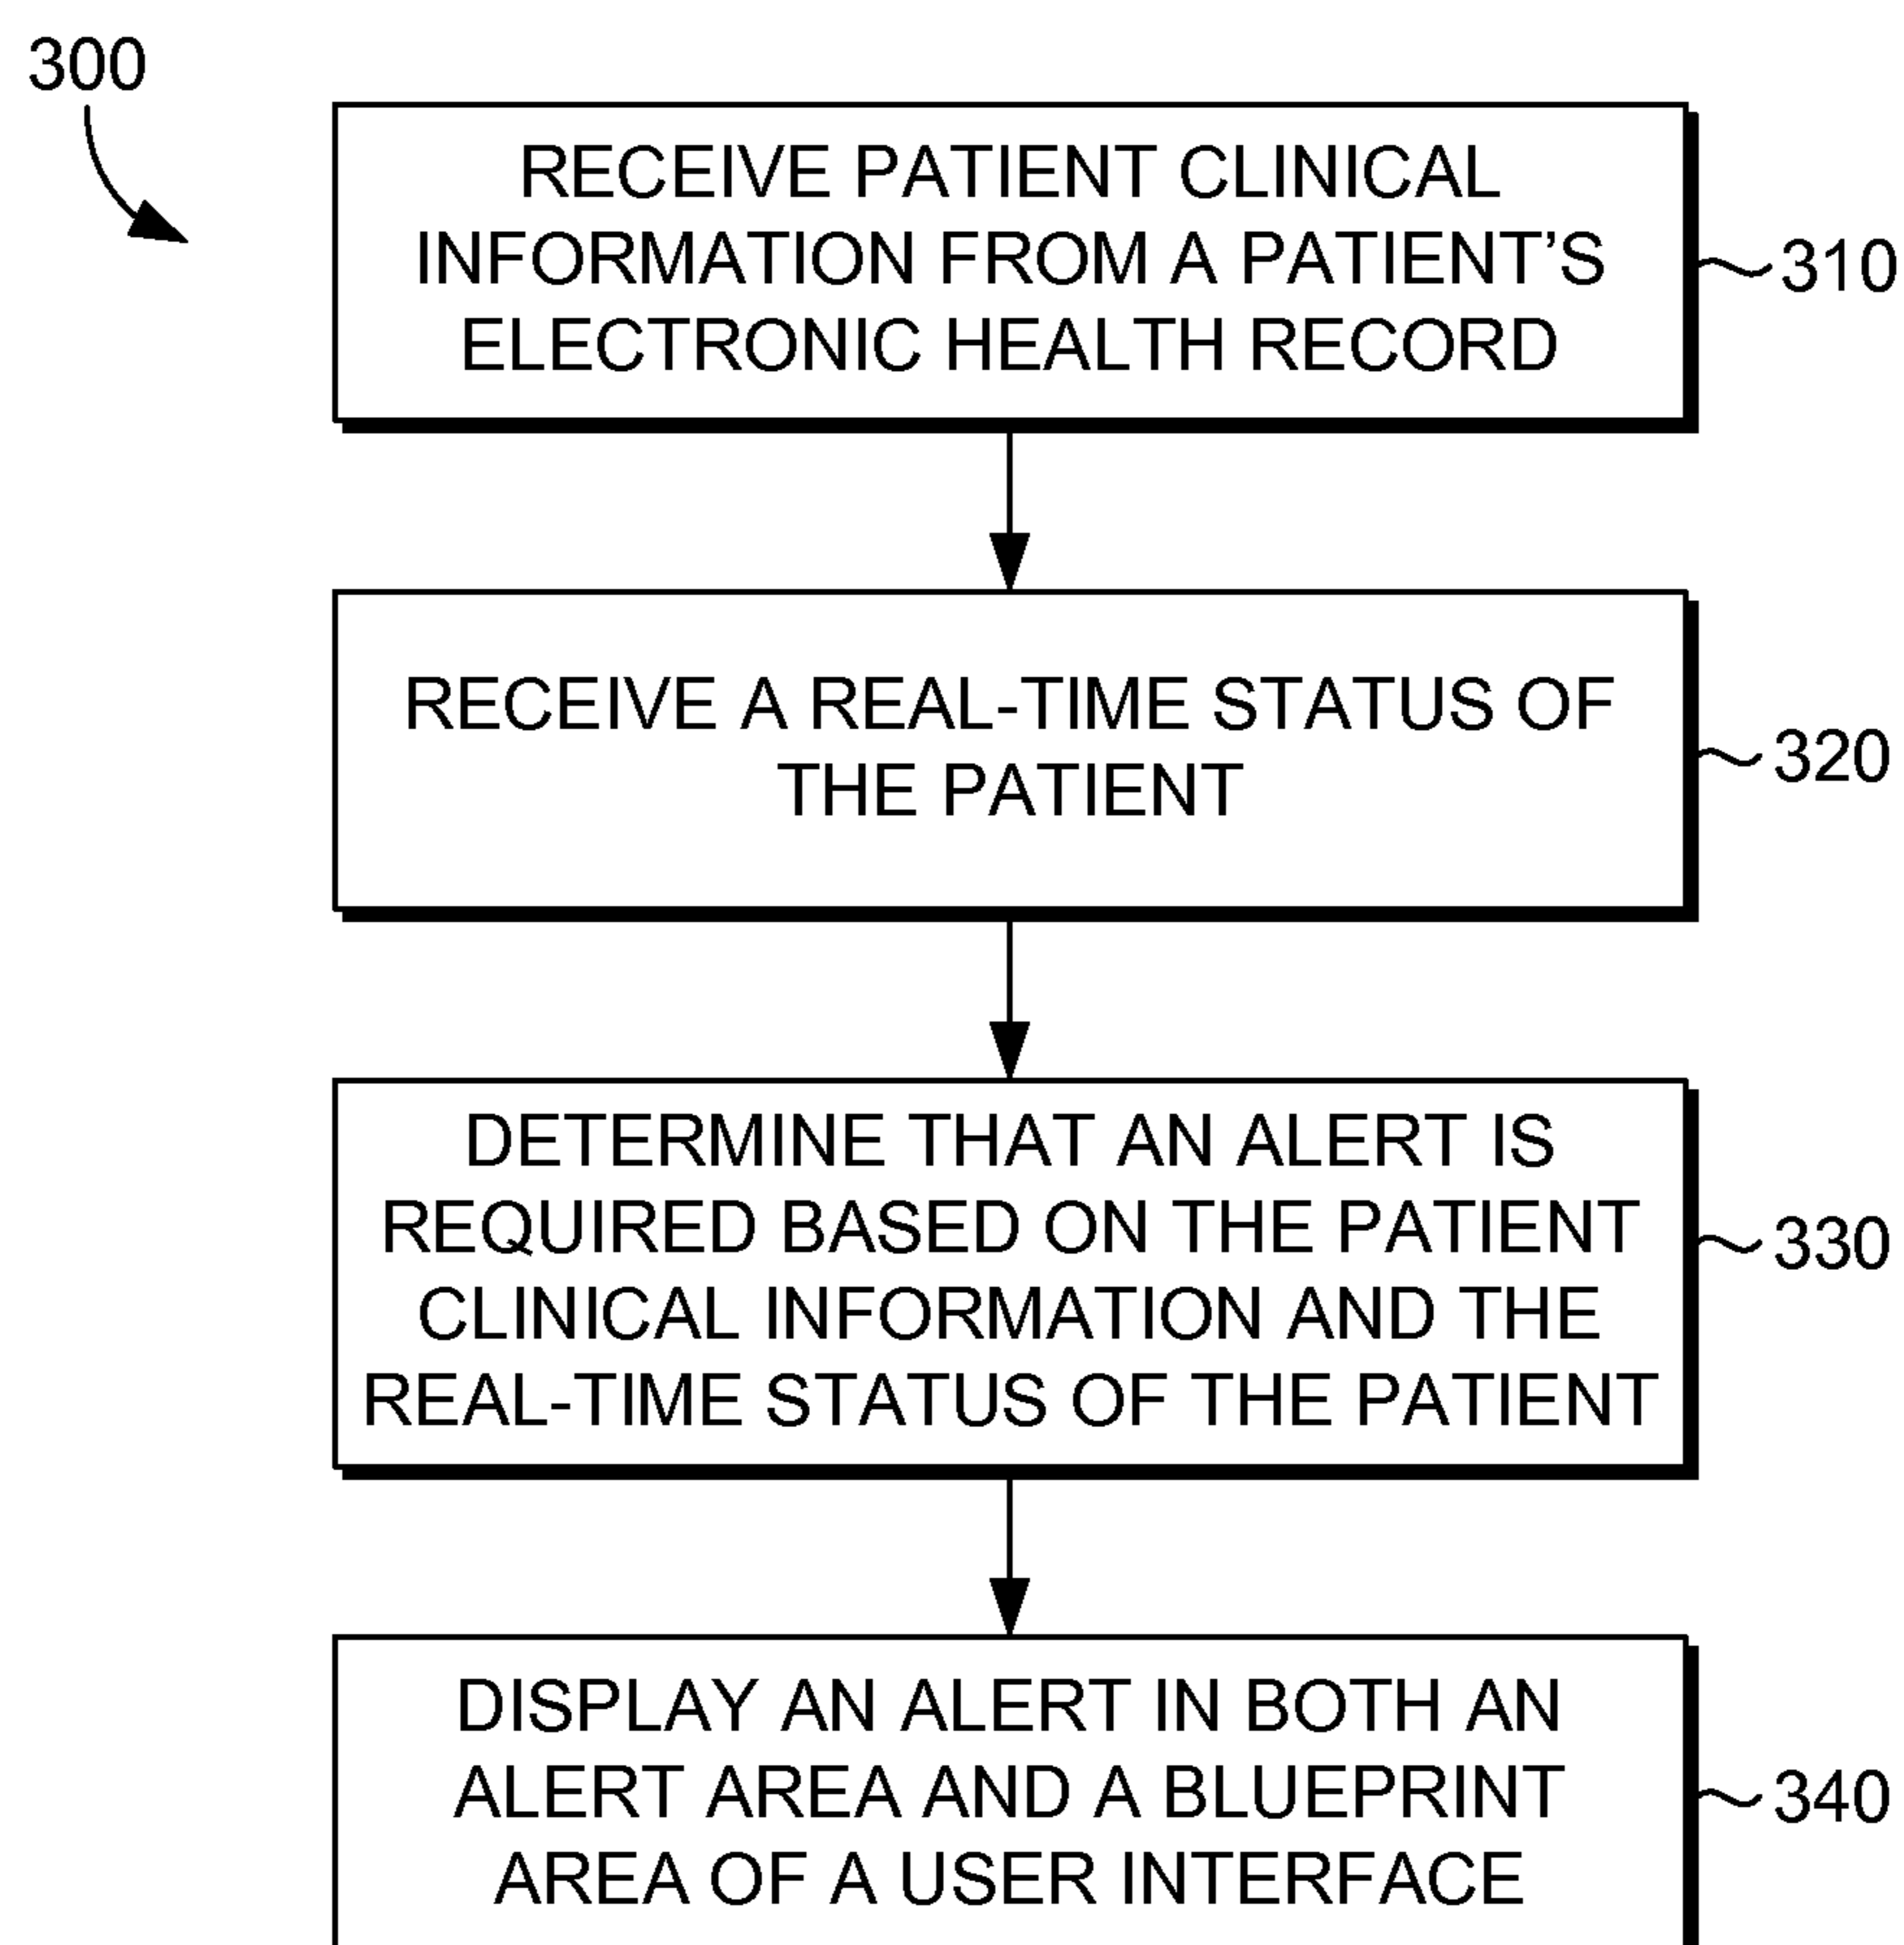 300
RECEIVE PATIENT CLINICAL
INFORMATION FROM A PATIENT’S
ELECTRONIC HEALTH RECORD
310
RECEIVE A REAL-TIME STATUS OF
THE PATIENT
320
DETERMINE THAT AN ALERT IS
REQUIRED BASED ON THE PATIENT
CLINICAL INFORMATION AND THE
REAL-TIME STATUS OF THE PATIENT
330
DISPLAY AN ALERT IN BOTH AN
ALERT AREA AND A BLUEPRINT
AREA OF A USER INTERFACE
340